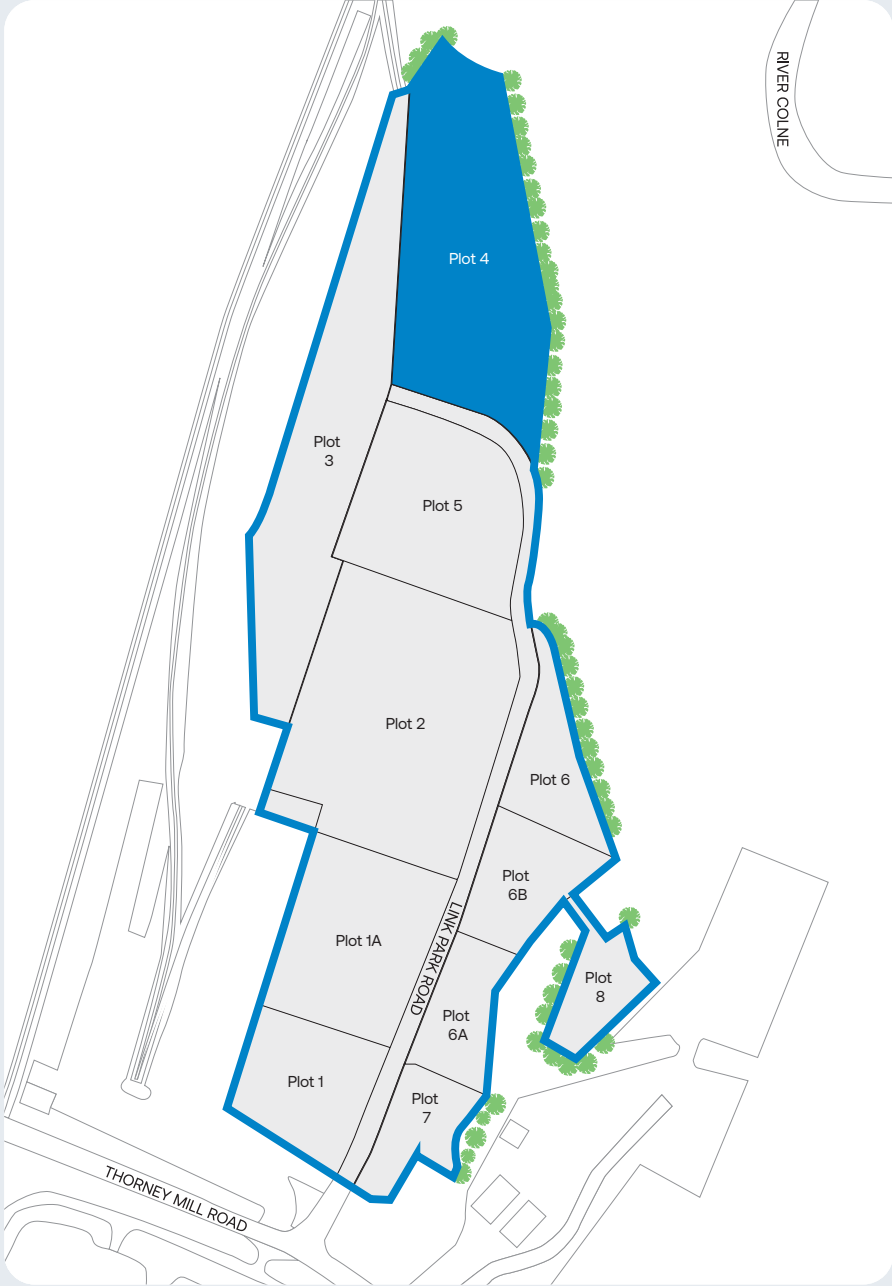 RIVER COLNE
Plot 4
Plot
3
Plot 5
Plot 2
Plot 6
Plot
6B
Plot 1A
LINK PARK ROAD
Plot
8
Plot
6A
Plot 1
Plot
7
THORNEY MILL ROAD